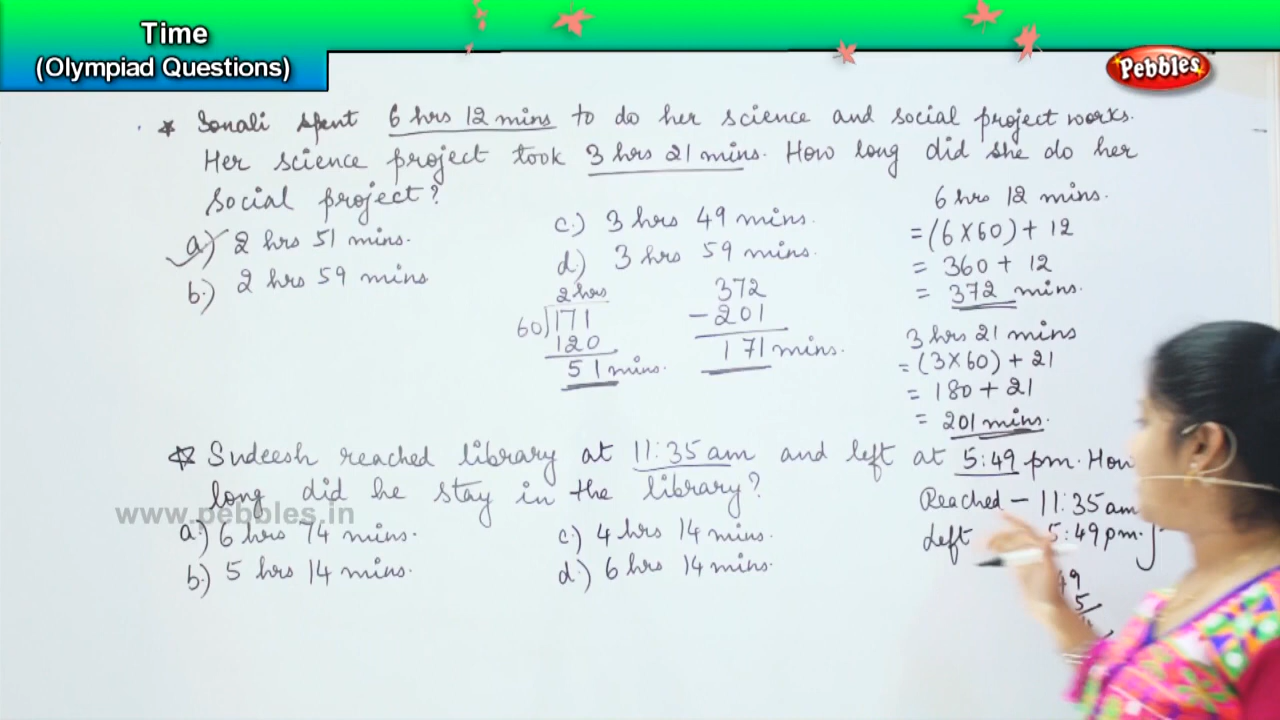 Time
(Olympiad Questions)
Pebbles
* Sonali spent 6 hrs 12 mins to do her science and social project works.
Her science project took 3 hrs 21 mins. How long did she do her
social project?
a.) 2 hrs 51 mins.
b.) 2 hrs 59 mins
c.) 3 hrs 49 mins.
d.) 3 hrs 59 mins.
2 hrs
60)171
120
51 mins.
372
- 201
171 mins.
6 hrs 12 mins.
= (6 x 60) + 12
= 360 + 12
= 372 mins.
3 hrs 21 mins
= (3 x 60) + 21
= 180 + 21
= 201 mins.
* Sudeesh reached library at 11:35 am and left at 5:49 pm. How
long did he stay in the library?
www.pebbles.in
a.) 6 hrs 74 mins.
b.) 5 hrs 14 mins.
c.) 4 hrs 14 mins.
d.) 6 hrs 14 mins.
Reached - 11:35 am
Left 5:49 pm.
49
5